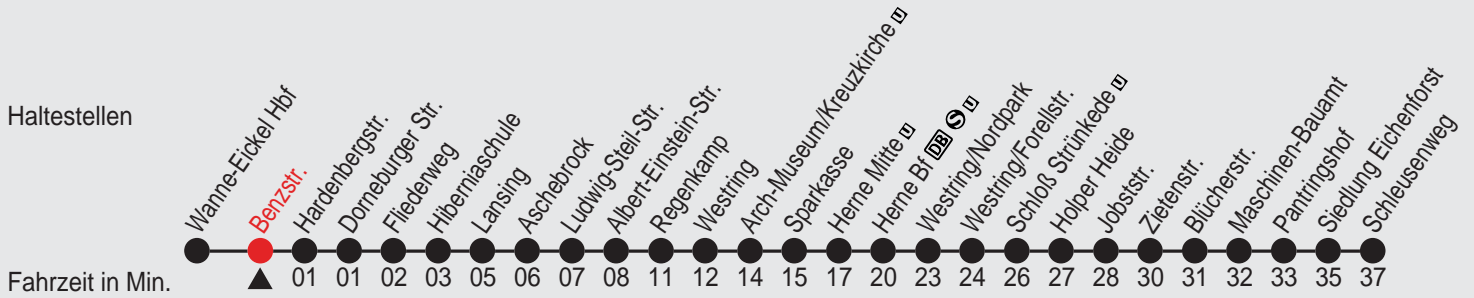 Haltestellen
Wanne-Eickel Hbf
Benzstr.
Hardenbergstr.
Dorneburger Str.
Fliederweg
Hiberniaschule
Lansing
Aschebrock
Ludwig-Steil-Str.
Albert-Einstein-Str.
Regenkamp
Westring
Arch-Museum/Kreuzkirche U
Sparkasse
Herne Mitte U
Herne Bf DB S U
Westring/Nordpark
Westring/Forellstr.
Schloß Strünkede U
Holper Heide
Jobststr.
Zietenstr.
Blücherstr.
Maschinen-Bauamt
Pantringshof
Siedlung Eichenforst
Schleusenweg
Fahrzeit in Min. 01 01 02 03 05 06 07 08 11 12 14 15 17 20 23 24 26 27 28 30 31 32 33 35 37